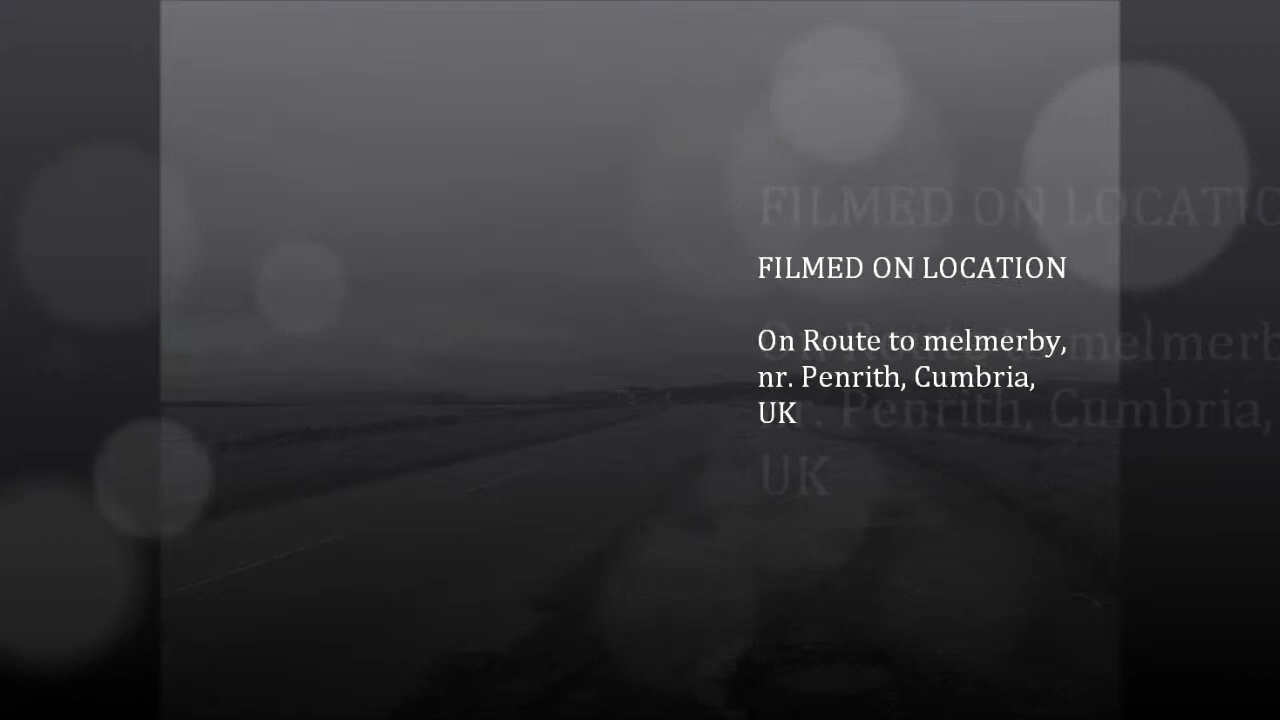 FILMED ON LOCATION
On Route to melmerby,
nr. Penrith, Cumbria,
UK